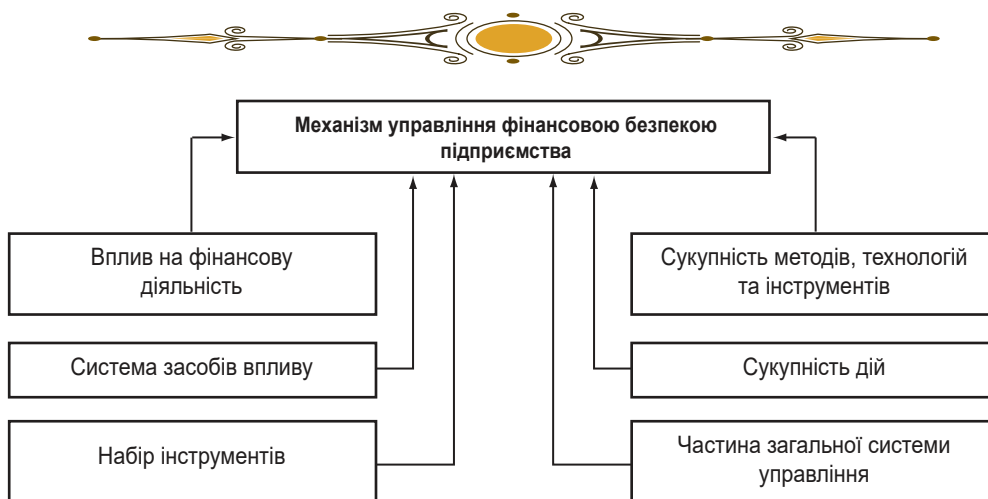 Механізм управління фінансовою безпекою
підприємства
Вплив на фінансову
діяльність
Сукупність методів, технологій
та інструментів
Система засобів впливу
Сукупність дій
Набір інструментів
Частина загальної системи
управління